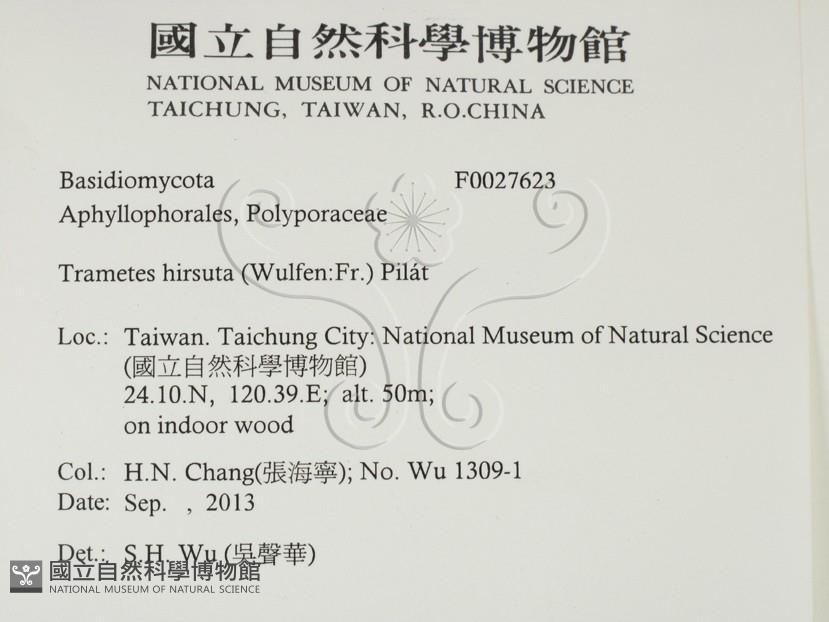 國立自然科學博物館
NATIONAL MUSEUM OF NATURAL SCIENCE
TAICHUNG, TAIWAN, R.O.CHINA
Basidiomycota F0027623
Aphyllophorales, Polyporaceae
Trametes hirsuta (Wulfen:Fr.) Pilát
Loc.: Taiwan. Taichung City: National Museum of Natural Science
(國立自然科學博物館)
24.10.N, 120.39.E; alt. 50m;
on indoor wood
Col.: H.N. Chang(張海寧); No. Wu 1309-1
Date: Sep. , 2013
Det.: S.H. Wu (吳聲華)
國立自然科學博物館
NATIONAL MUSEUM OF NATURAL SCIENCE